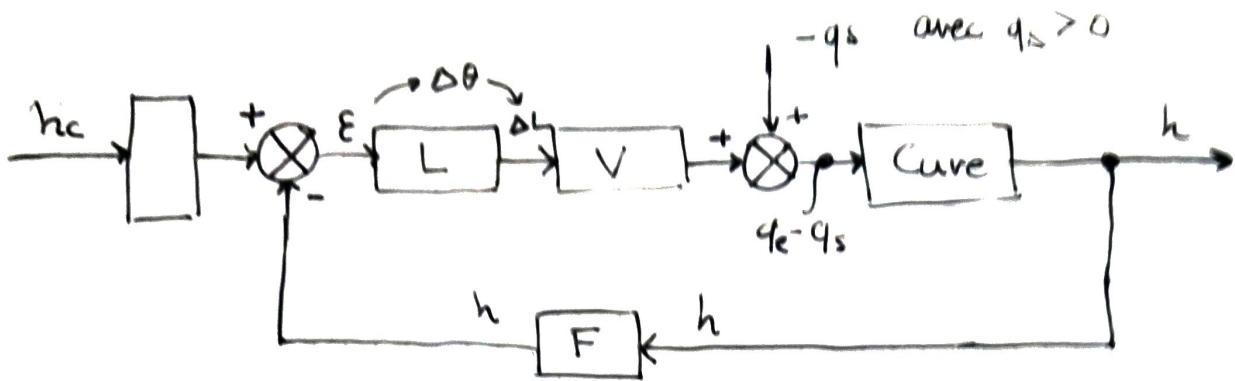 -qs avec qs > 0
hc + ε Δθ Δl + + h
- L V Cuve
qe-qs
h F h